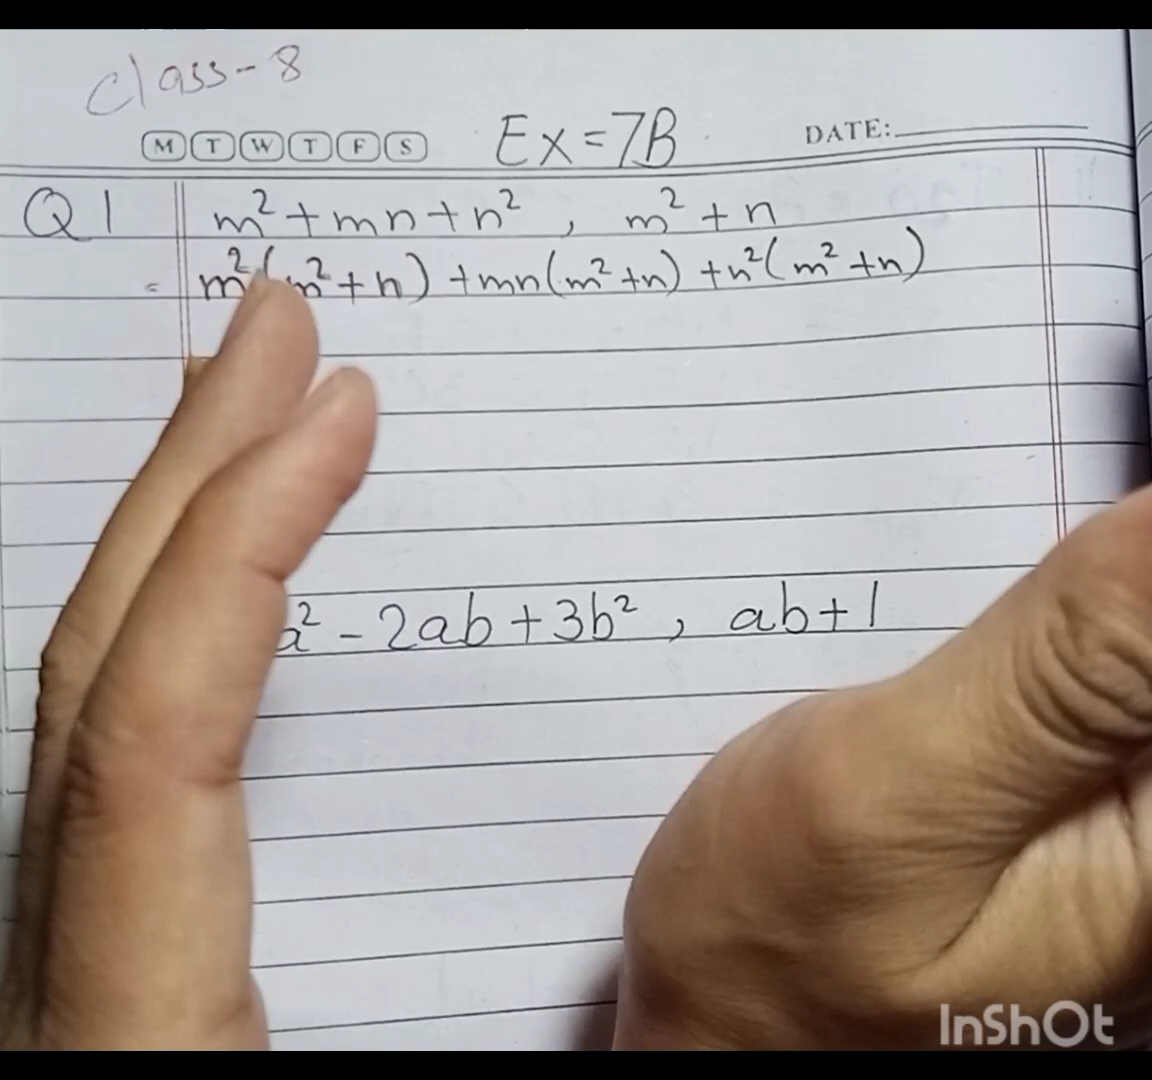 Class-8
M T W T F S Ex=7B DATE:
Q1 m²+mn+n² , m²+n
= m²(m²+n) +mn(m²+n) +n²(m²+n)
a²-2ab+3b² , ab+1
InShOt